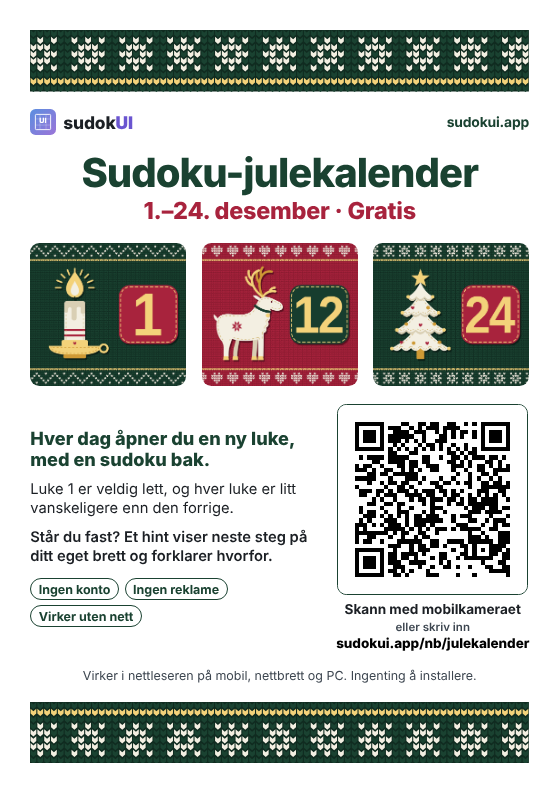 UI
sudokUI
sudokui.app
Sudoku-julekalender
1.–24. desember · Gratis
1
12
24
Hver dag åpner du en ny luke,
med en sudoku bak.
Luke 1 er veldig lett, og hver luke er litt
vanskeligere enn den forrige.
Står du fast? Et hint viser neste steg på
ditt eget brett og forklarer hvorfor.
Ingen konto
Ingen reklame
Virker uten nett
Skann med mobilkameraet
eller skriv inn
sudokui.app/nb/julekalender
Virker i nettleseren på mobil, nettbrett og PC. Ingenting å installere.